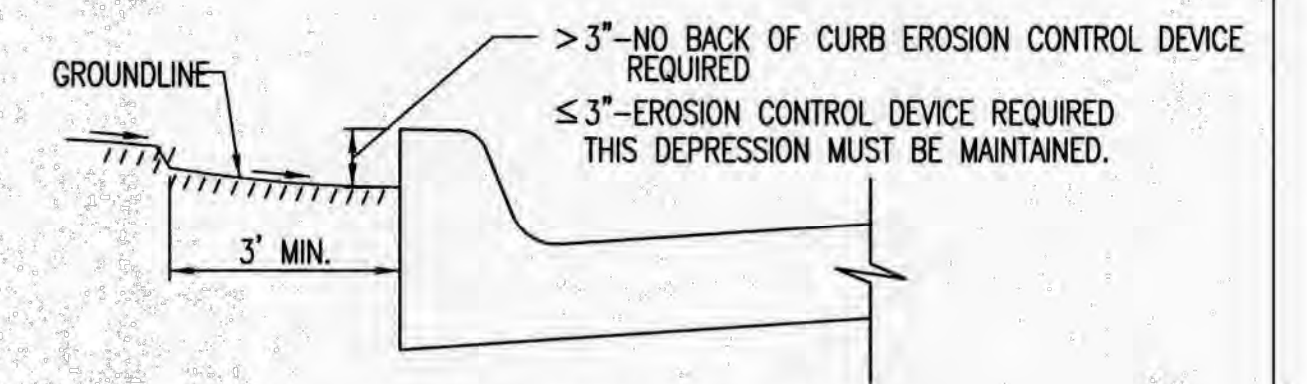 > 3"-NO BACK OF CURB EROSION CONTROL DEVICE
REQUIRED
GROUNDLINE
≤ 3"-EROSION CONTROL DEVICE REQUIRED
THIS DEPRESSION MUST BE MAINTAINED.
3' MIN.